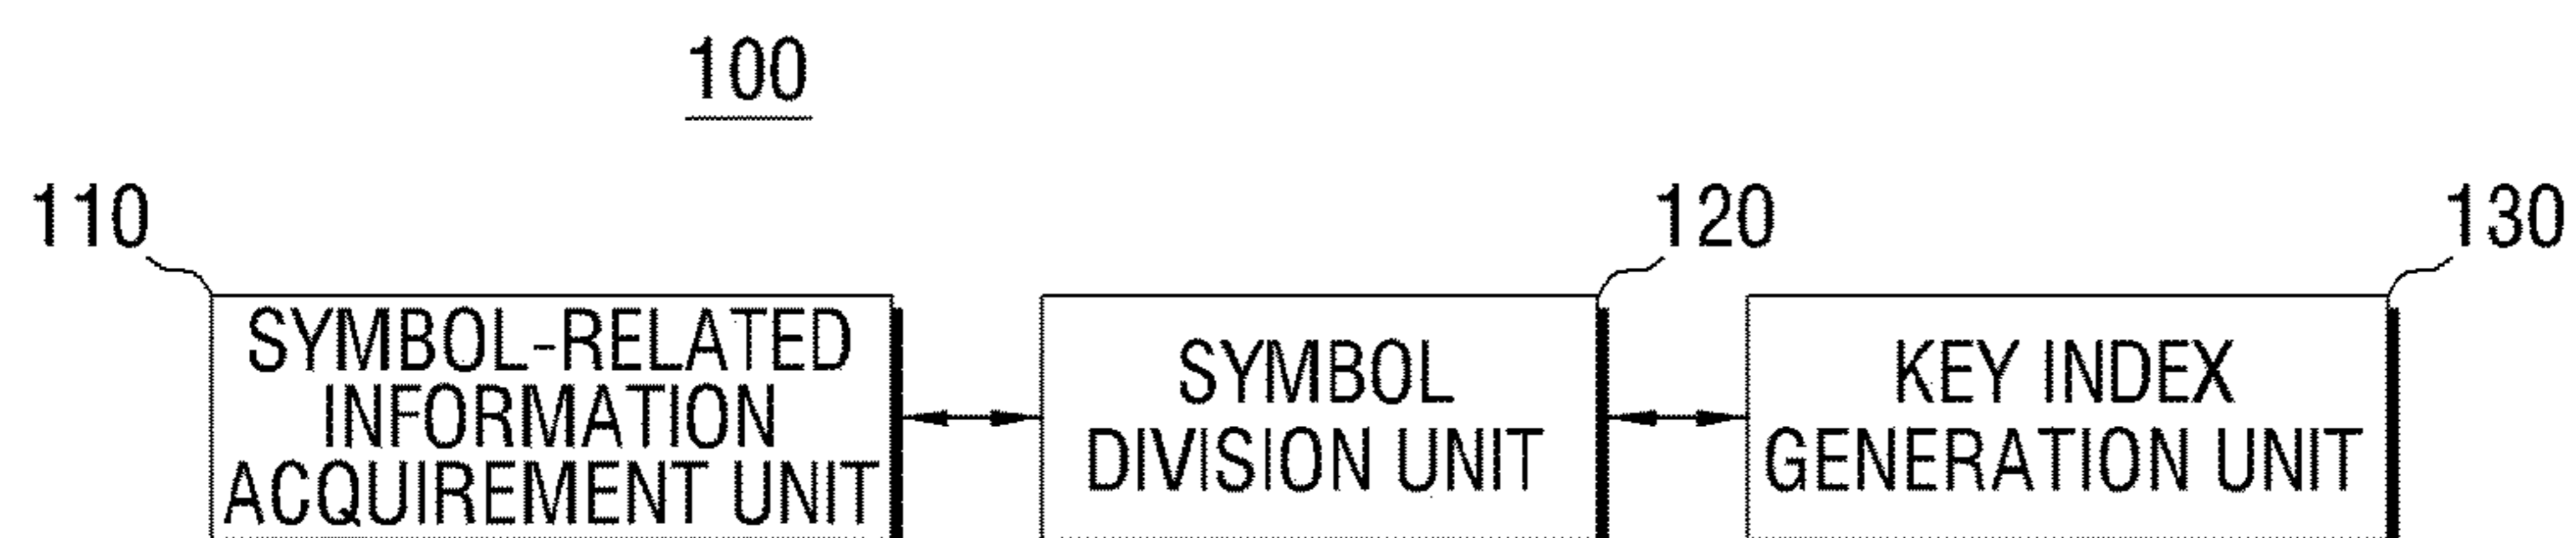 100
110
120
130
SYMBOL-RELATED
INFORMATION
ACQUIREMENT UNIT
SYMBOL
DIVISION UNIT
KEY INDEX
GENERATION UNIT